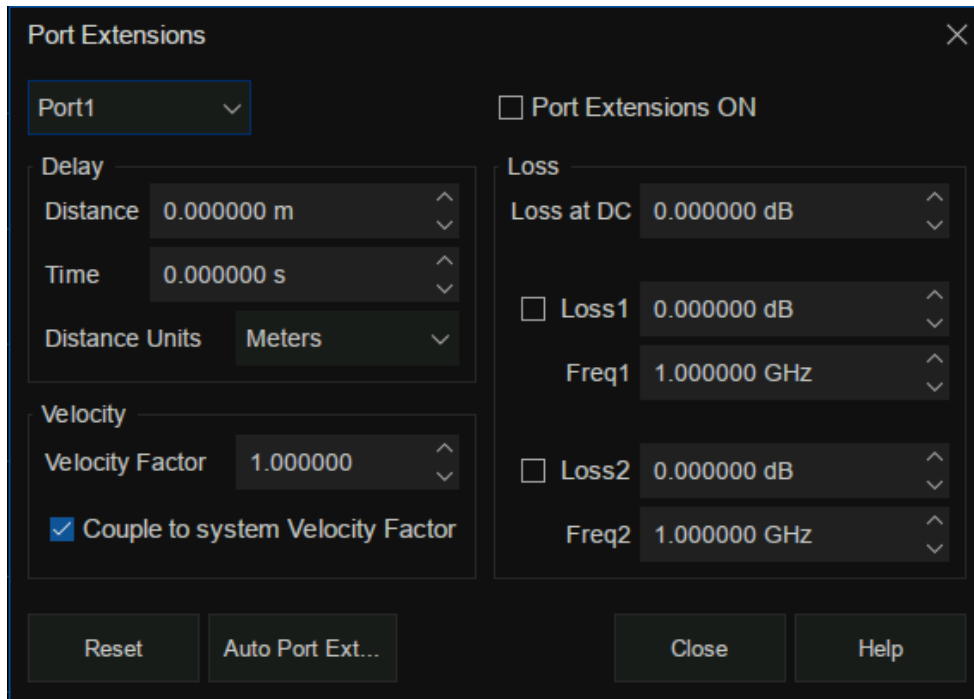 Port Extensions
Port1
Port Extensions ON
Delay
Distance 0.000000 m
Time 0.000000 s
Distance Units Meters
Velocity
Velocity Factor 1.000000
Couple to system Velocity Factor
Loss
Loss at DC 0.000000 dB
Loss1 0.000000 dB
Freq1 1.000000 GHz
Loss2 0.000000 dB
Freq2 1.000000 GHz
Reset
Auto Port Ext...
Close
Help